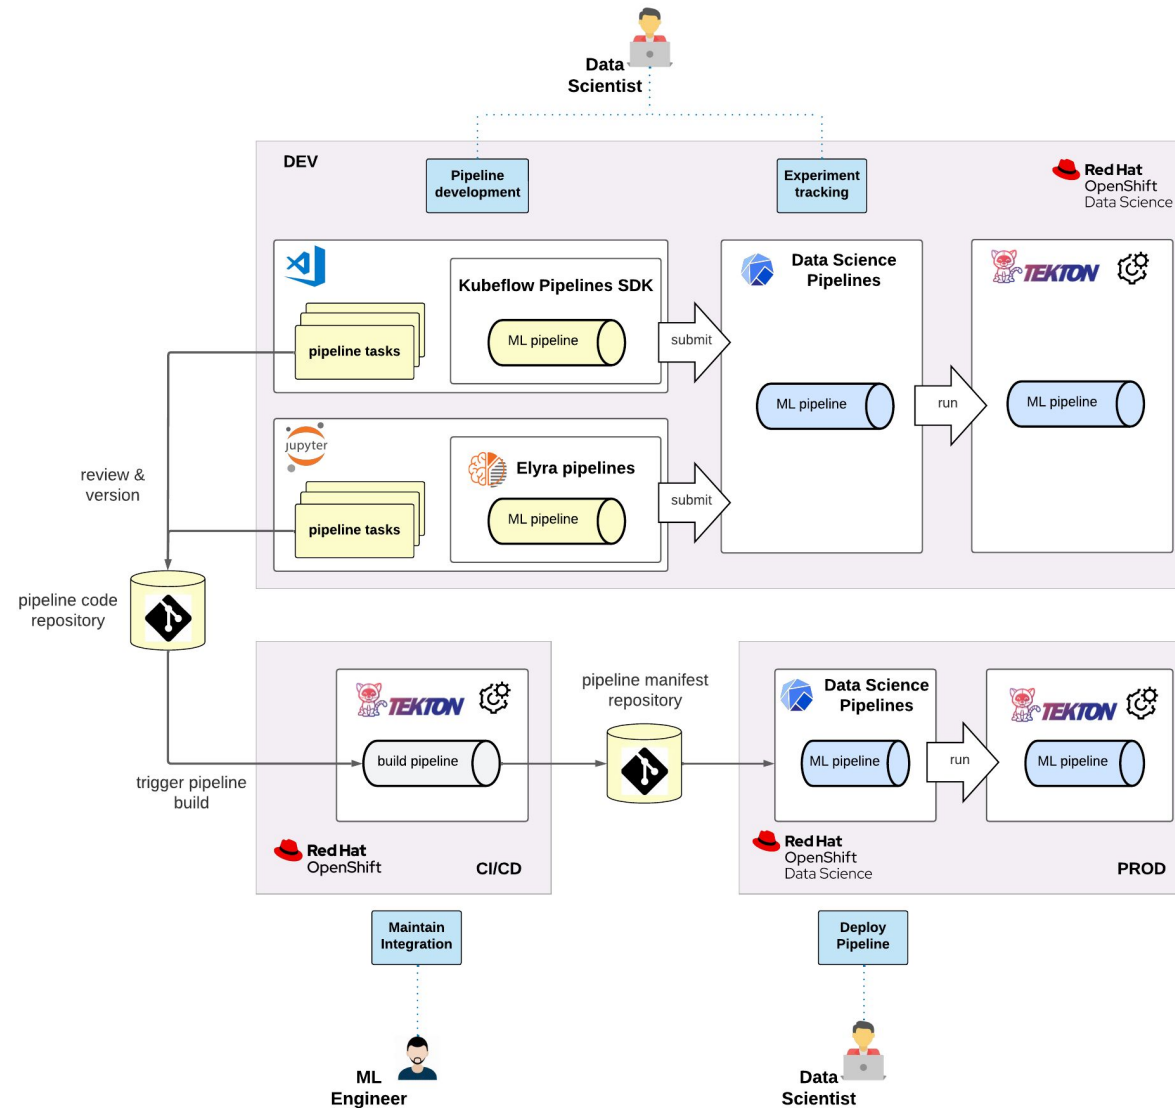 Data
Scientist
DEV
Pipeline
development
Experiment
tracking
Red Hat
OpenShift
Data Science
Kubeflow Pipelines SDK
ML pipeline
pipeline tasks
submit
Data Science
Pipelines
ML pipeline
run
TEKTON
ML pipeline
jupyter
Elyra pipelines
ML pipeline
pipeline tasks
submit
review &
version
pipeline code
repository
trigger pipeline
build
TEKTON
build pipeline
Red Hat
OpenShift
CI/CD
pipeline manifest
repository
Data Science
Pipelines
ML pipeline
run
TEKTON
ML pipeline
Red Hat
OpenShift
Data Science
PROD
Maintain
Integration
Deploy
Pipeline
ML
Engineer
Data
Scientist